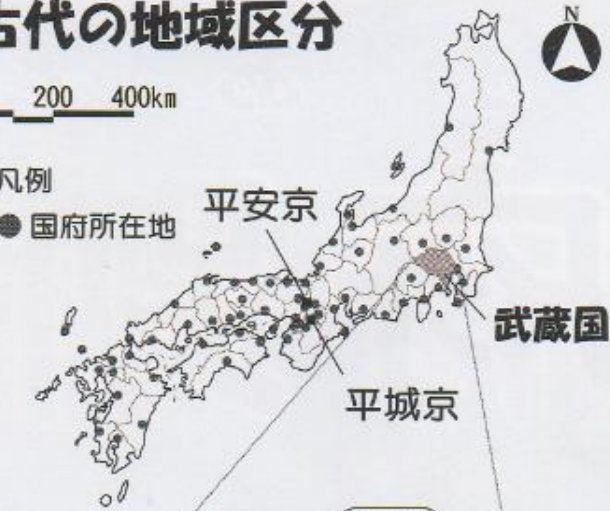 古代の地域区分
N
200 400km
凡例
国府所在地
平安京
武蔵国
平城京